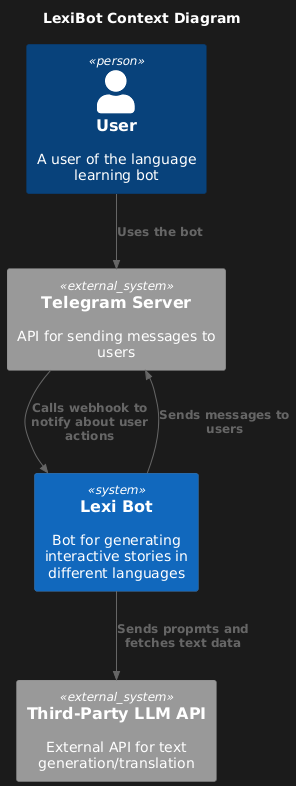 LexiBot Context Diagram
«person»
User
A user of the language
learning bot
Uses the bot
«external_system»
Telegram Server
API for sending messages to
users
Calls webhook to
notify about user
actions
Sends messages to
users
«system»
Lexi Bot
Bot for generating
interactive stories in
different languages
Sends propmts and
fetches text data
«external_system»
Third-Party LLM API
External API for text
generation/translation